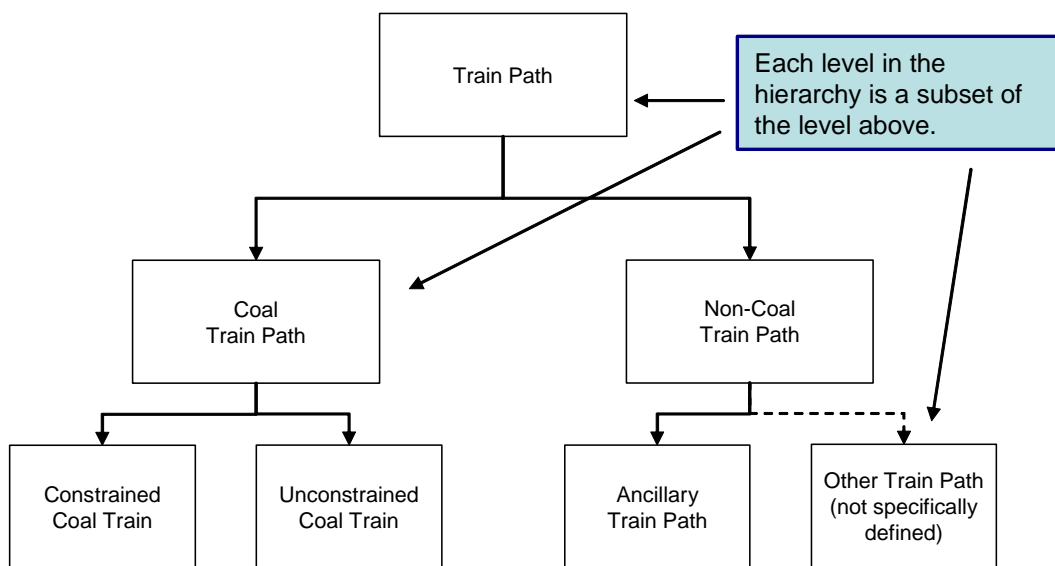 Train Path
Each level in the
hierarchy is a subset of
the level above.
Coal
Train Path
Non-Coal
Train Path
Constrained
Coal Train
Unconstrained
Coal Train
Ancillary
Train Path
Other Train Path
(not specifically
defined)